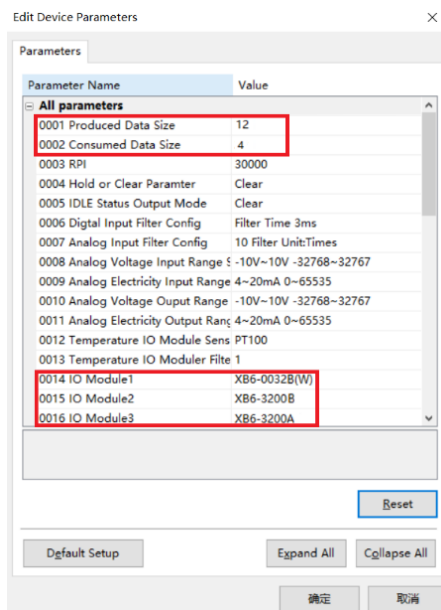 Edit Device Parameters
Parameters
Parameter Name Value
All parameters
0001 Produced Data Size 12
0002 Consumed Data Size 4
0003 RPI 30000
0004 Hold or Clear Paramter Clear
0005 IDLE Status Output Mode Clear
0006 Digtal Input Filter Config Filter Time 3ms
0007 Analog Input Filter Config 10 Filter Unit:Times
0008 Analog Voltage Input Range S -10V~10V -32768~32767
0009 Analog Electricity Input Range 4~20mA 0~65535
0010 Analog Voltage Ouput Range -10V~10V -32768~32767
0011 Analog Electricity Output Rang 4~20mA 0~65535
0012 Temperature IO Module Sens PT100
0013 Temperature IO Moduler Filte 1
0014 IO Module1 XB6-0032B(W)
0015 IO Module2 XB6-3200B
0016 IO Module3 XB6-3200A
Reset
Default Setup Expand All Collapse All
确定 取消